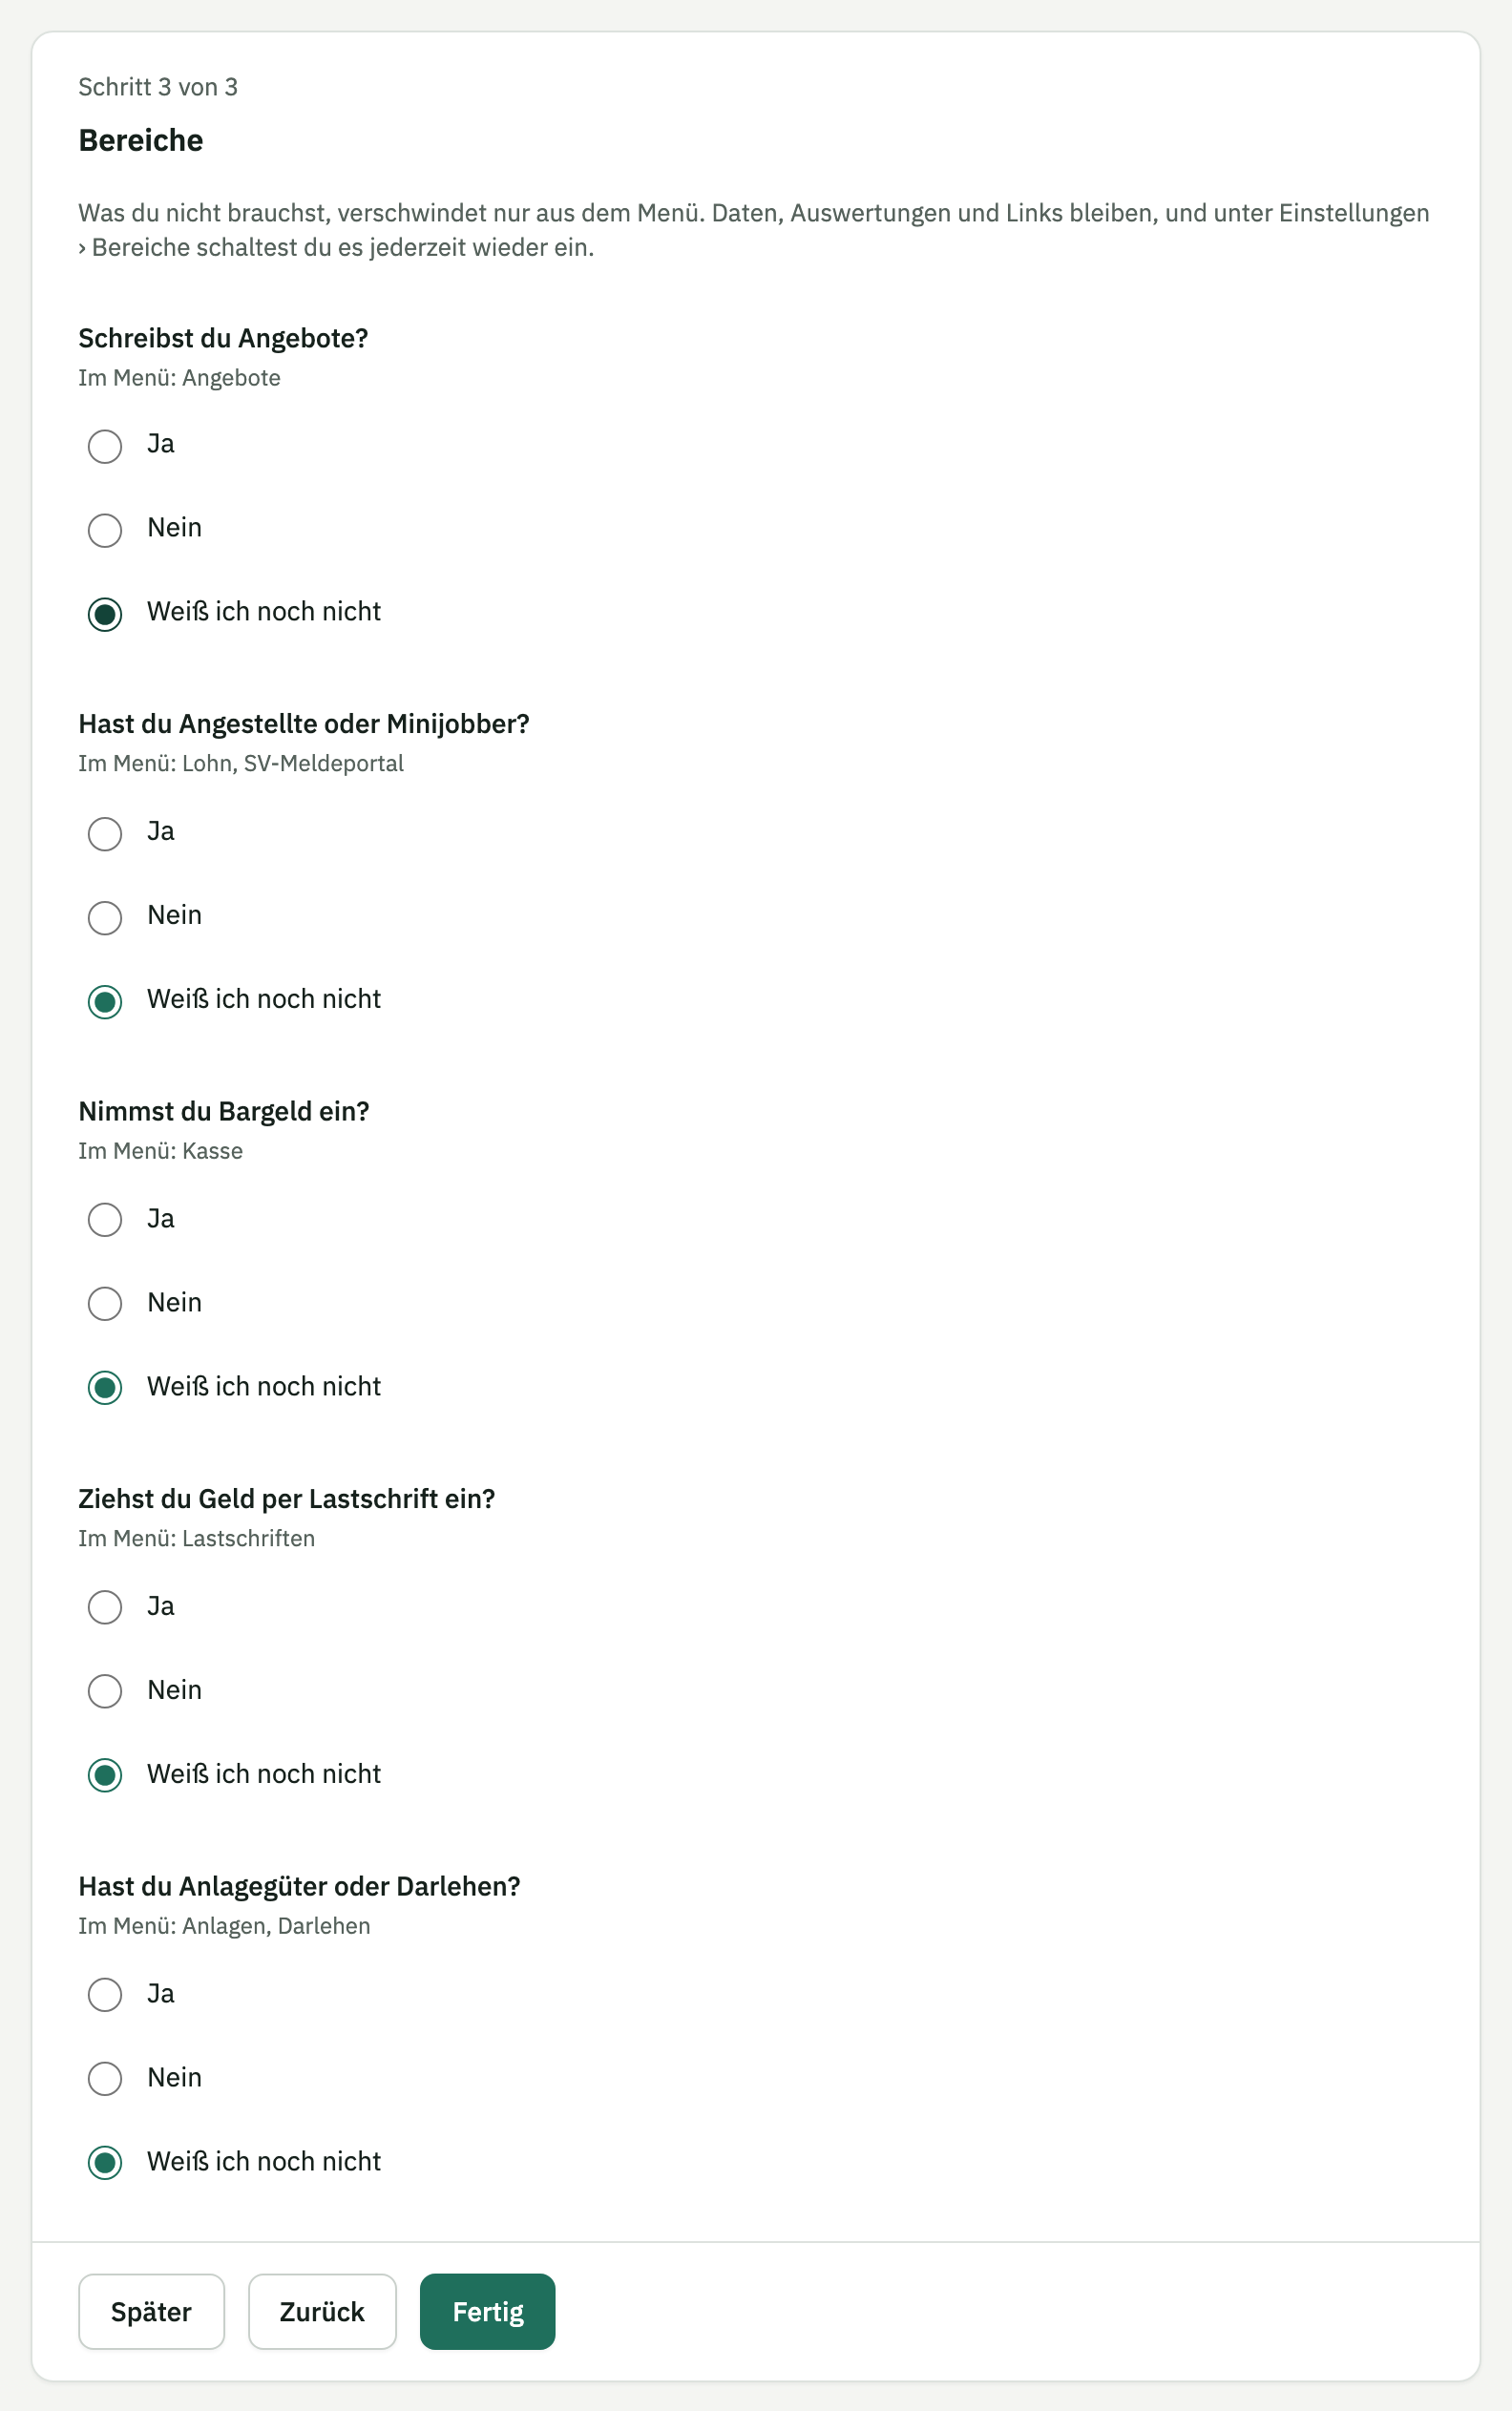 Schritt 3 von 3
Bereiche
Was du nicht brauchst, verschwindet nur aus dem Menü. Daten, Auswertungen und Links bleiben, und unter Einstellungen
› Bereiche schaltest du es jederzeit wieder ein.
Schreibst du Angebote?
Im Menü: Angebote
Ja
Nein
Weiß ich noch nicht
Hast du Angestellte oder Minijobber?
Im Menü: Lohn, SV-Meldeportal
Ja
Nein
Weiß ich noch nicht
Nimmst du Bargeld ein?
Im Menü: Kasse
Ja
Nein
Weiß ich noch nicht
Ziehst du Geld per Lastschrift ein?
Im Menü: Lastschriften
Ja
Nein
Weiß ich noch nicht
Hast du Anlagegüter oder Darlehen?
Im Menü: Anlagen, Darlehen
Ja
Nein
Weiß ich noch nicht
Später
Zurück
Fertig